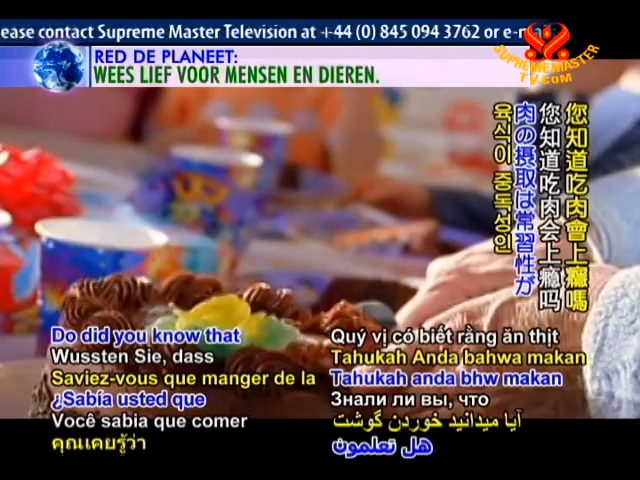 ease contact Supreme Master Television at +44 (0) 845 094 3762 or e-ma
SUPREME MASTER
TV.COM
RED DE PLANEET:
WEES LIEF VOOR MENSEN EN DIEREN.
您知道吃肉會上癮嗎
您知道吃肉会上瘾吗
肉の摂取は常習性が
육식이 중독성인
Do did you know that
Wussten Sie, dass
Saviez-vous que manger de la
¿Sabía usted que
Você sabia que comer
คุณเคยรู้ว่า
Quý vị có biết rằng ăn thịt
Tahukah Anda bahwa makan
Tahukah anda bhw makan
Знали ли вы, что
آیا میدانید خوردن گوشت
هل تعلمون